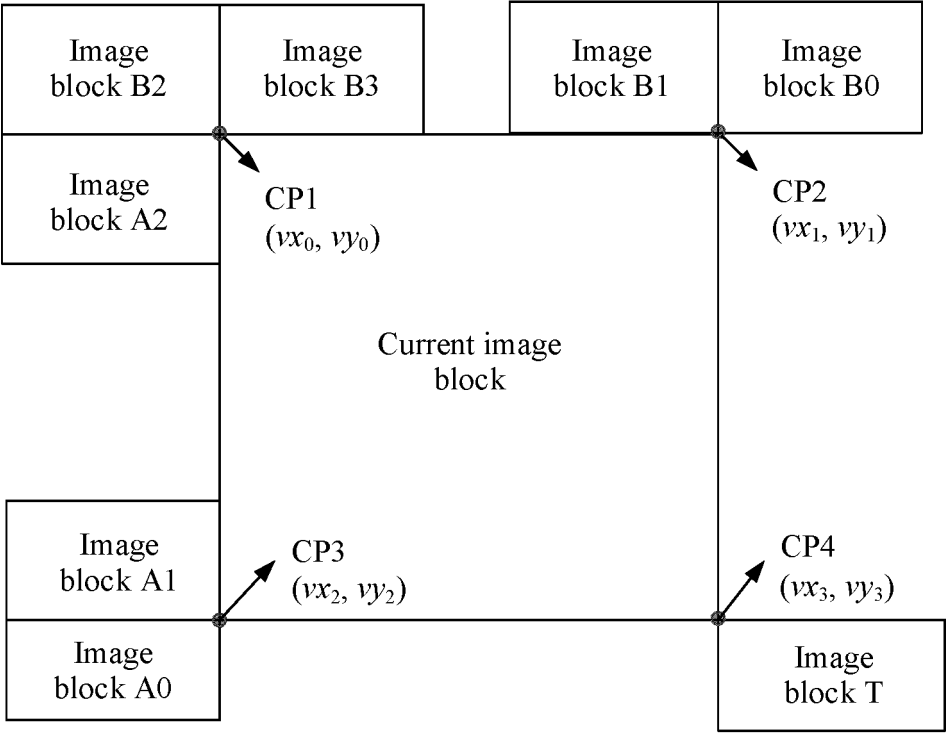 Image
block B2
Image
block B3
Image
block B1
Image
block B0
Image
block A2
CP1
(vx₀, vy₀)
CP2
(vx₁, vy₁)
Current image
block
Image
block A1
CP3
(vx₂, vy₂)
CP4
(vx₃, vy₃)
Image
block A0
Image
block T